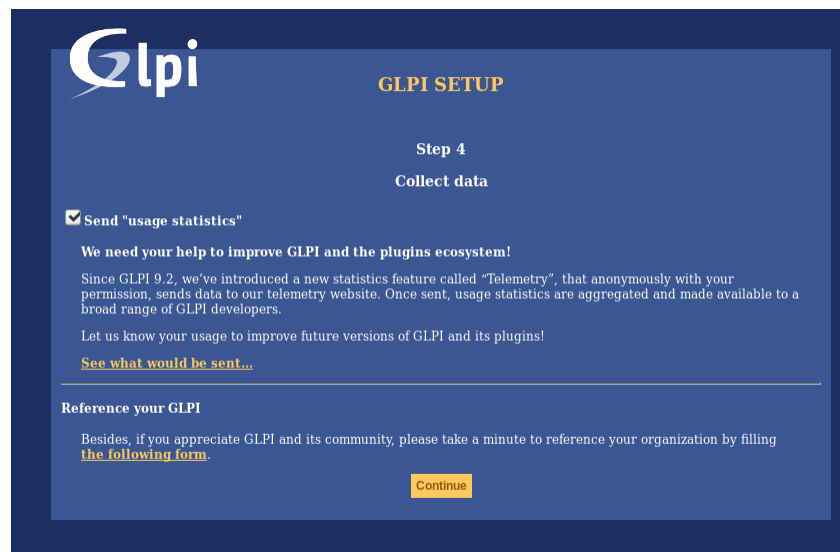 Glpi
GLPI SETUP
Step 4
Collect data
Send "usage statistics"
We need your help to improve GLPI and the plugins ecosystem!
Since GLPI 9.2, we’ve introduced a new statistics feature called “Telemetry”, that anonymously with your
permission, sends data to our telemetry website. Once sent, usage statistics are aggregated and made available to a
broad range of GLPI developers.
Let us know your usage to improve future versions of GLPI and its plugins!
See what would be sent...
Reference your GLPI
Besides, if you appreciate GLPI and its community, please take a minute to reference your organization by filling
the following form.
Continue